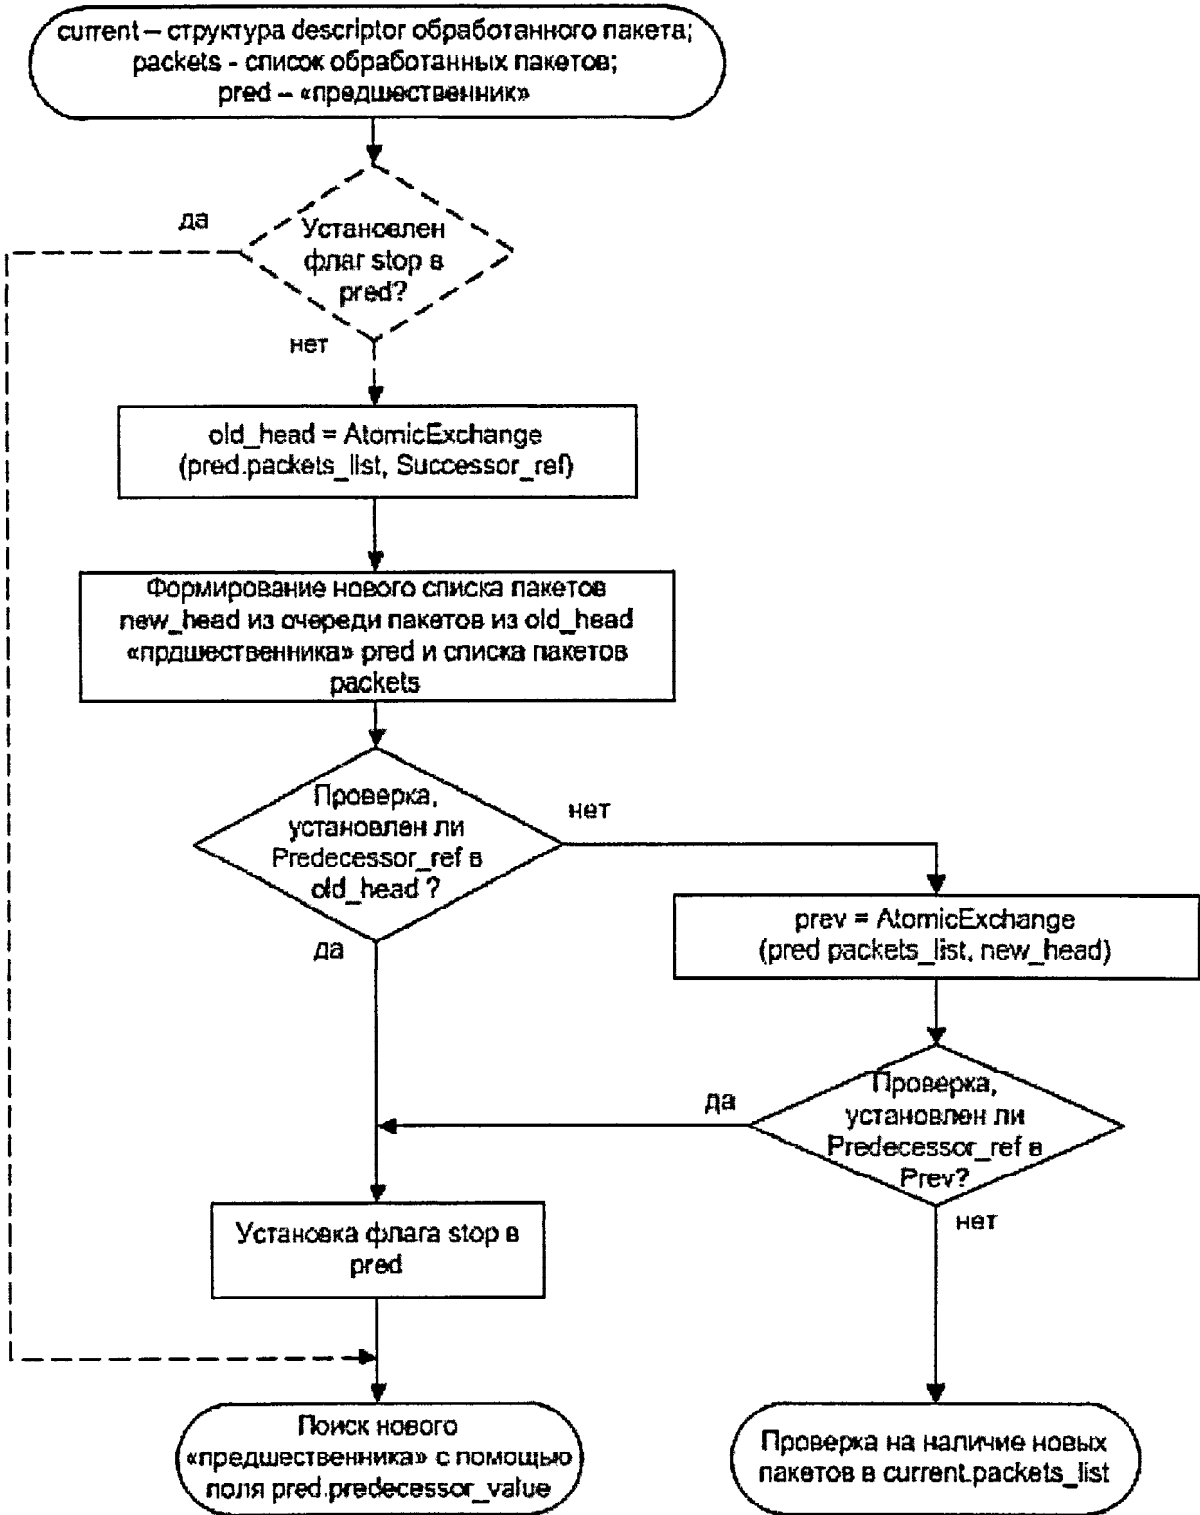 current – структура descriptor обработанного пакета;
packets - список обработанных пакетов;
pred – «предшественник»
да
Установлен
флаг stop в
pred?
нет
old_head = AtomicExchange
(pred.packets_list, Successor_ref)
Формирование нового списка пакетов
new_head из очереди пакетов из old_head
«прдшественника» pred и списка пакетов
packets
Проверка,
установлен ли
Predecessor_ref в
old_head ?
нет
да
prev = AtomicExchange
(pred packets_list, new_head)
Проверка,
установлен ли
Predecessor_ref в
Prev?
да
нет
Установка флага stop в
pred
Поиск нового
«предшественника» с помощью
поля pred.predecessor_value
Проверка на наличие новых
пакетов в current.packets_list